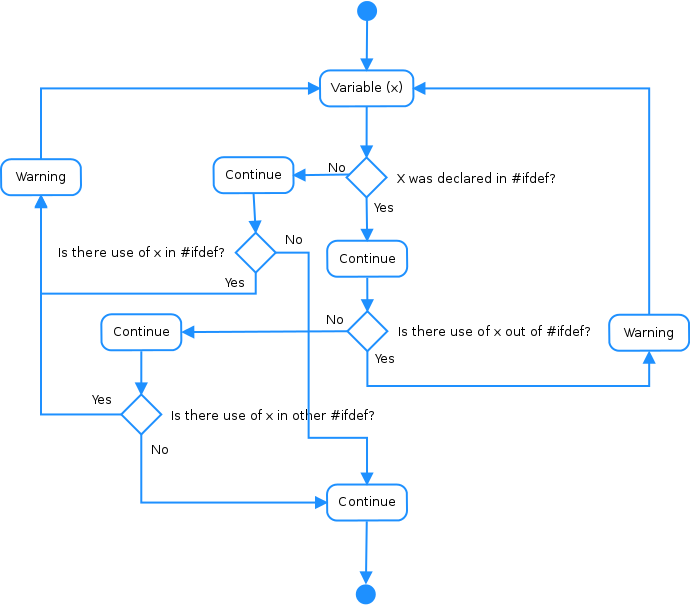 Variable (x)
No
Continue
X was declared in #ifdef?
Warning
Yes
No
Is there use of x in #ifdef?
Continue
Yes
No
Continue
Is there use of x out of #ifdef?
Warning
Yes
Yes
Is there use of x in other #ifdef?
No
Continue